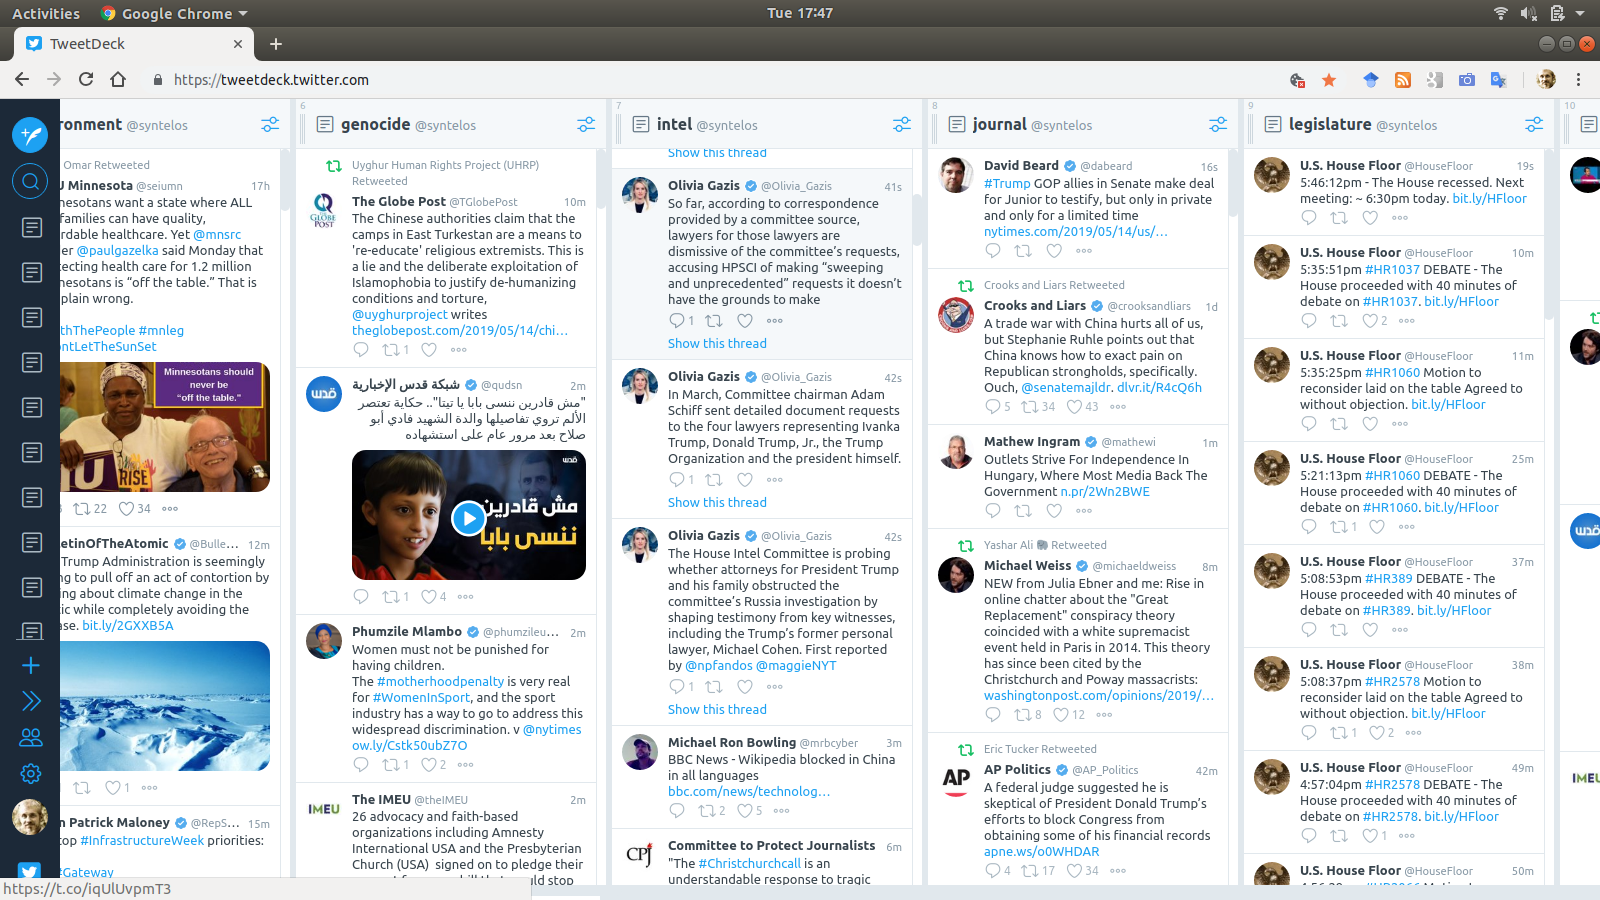 Activities
Google Chrome
Tue 17:47
TweetDeck
https://tweetdeck.twitter.com
ronment @syntelos
Omar Retweeted
J Minnesota @seiumn 17h
nesotans want a state where ALL
families can have quality,
rdable healthcare. Yet @mnsrc
er @paulgazelka said Monday that
tecting health care for 1.2 million
nesotans is “off the table.” That is
plain wrong.
thThePeople #mnleg
ontLetTheSunSet
Minnesotans should
never be
“off the table.”
RISE
22 34
etinOfTheAtomic @Bulle... 12m
Trump Administration is seemingly
ng to pull off an act of contortion by
ing about climate change in the
tic while completely avoiding the
ase. bit.ly/2GXXB5A
1
n Patrick Maloney @RepS... 15m
top #InfrastructureWeek priorities:
#Gateway
https://t.co/iqUlUvpmT3
6
genocide @syntelos
Uyghur Human Rights Project (UHRP)
Retweeted
GLOBE
POST
The Globe Post @TGlobePost 10m
The Chinese authorities claim that the
camps in East Turkestan are a means to
're-educate' religious extremists. This is
a lie and the deliberate exploitation of
Islamophobia to justify de-humanizing
conditions and torture,
@uyghurproject writes
theglobepost.com/2019/05/14/chi...
1
قدس
شبكة قدس الإخبارية @qudsn 2m
"مش قادرين ننسى بابا يا تيتا".. حكاية تعتصر
الألم تروي تفاصيلها والدة الشهيد فادي أبو
صلاح بعد مرور عام على استشهاده
قدس
مش قادرين
ننسى بابا
1 4
Phumzile Mlambo @phumzileu... 2m
Women must not be punished for
having children.
The #motherhoodpenalty is very real
for #WomenInSport, and the sport
industry has a way to go to address this
widespread discrimination. v @nytimes
ow.ly/Cstk50ubZ7O
1 2
IMEU
The IMEU @theIMEU 2m
26 advocacy and faith-based
organizations including Amnesty
International USA and the Presbyterian
Church (USA) signed on to pledge their
7
intel @syntelos
Show this thread
Olivia Gazis @Olivia_Gazis 41s
So far, according to correspondence
provided by a committee source,
lawyers for those lawyers are
dismissive of the committee’s requests,
accusing HPSCI of making “sweeping
and unprecedented” requests it doesn’t
have the grounds to make
1
Show this thread
Olivia Gazis @Olivia_Gazis 42s
In March, Committee chairman Adam
Schiff sent detailed document requests
to the four lawyers representing Ivanka
Trump, Donald Trump, Jr., the Trump
Organization and the president himself.
1
Show this thread
Olivia Gazis @Olivia_Gazis 42s
The House Intel Committee is probing
whether attorneys for President Trump
and his family obstructed the
committee’s Russia investigation by
shaping testimony from key witnesses,
including the Trump’s former personal
lawyer, Michael Cohen. First reported
by @npfandos @maggieNYT
1
Show this thread
Michael Ron Bowling @mrbcyber 3m
BBC News - Wikipedia blocked in China
in all languages
bbc.com/news/technolog...
2 5
CPJ
Committee to Protect Journalists 6m
"The #Christchurchcall is an
understandable response to tragic
8
journal @syntelos
David Beard @dabeard 16s
#Trump GOP allies in Senate make deal
for Junior to testify, but only in private
and only for a limited time
nytimes.com/2019/05/14/us/...
Crooks and Liars Retweeted
Crooks and Liars @crooksandliars 1d
A trade war with China hurts all of us,
but Stephanie Ruhle points out that
China knows how to exact pain on
Republican strongholds, specifically.
Ouch, @senatemajldr. dlvr.it/R4cQ6h
5 34 43
Mathew Ingram @mathewi 1m
Outlets Strive For Independence In
Hungary, Where Most Media Back The
Government n.pr/2Wn2BWE
Yashar Ali 🐘 Retweeted
Michael Weiss @michaeldweiss 8m
NEW from Julia Ebner and me: Rise in
online chatter about the "Great
Replacement" conspiracy theory
coincided with a white supremacist
event held in Paris in 2014. This theory
has since been cited by the
Christchurch and Poway massacrists:
washingtonpost.com/opinions/2019/...
8 12
Eric Tucker Retweeted
AP
AP Politics @AP_Politics 42m
A federal judge suggested he is
skeptical of President Donald Trump’s
efforts to block Congress from
obtaining some of his financial records
apne.ws/o0WHDAR
4 17 34
9
legislature @syntelos
U.S. House Floor @HouseFloor 19s
5:46:12pm - The House recessed. Next
meeting: ~ 6:30pm today. bit.ly/HFloor
U.S. House Floor @HouseFloor 10m
5:35:51pm #HR1037 DEBATE - The
House proceeded with 40 minutes of
debate on #HR1037. bit.ly/HFloor
2
U.S. House Floor @HouseFloor 11m
5:35:25pm #HR1060 Motion to
reconsider laid on the table Agreed to
without objection. bit.ly/HFloor
U.S. House Floor @HouseFloor 25m
5:21:13pm #HR1060 DEBATE - The
House proceeded with 40 minutes of
debate on #HR1060. bit.ly/HFloor
1
U.S. House Floor @HouseFloor 37m
5:08:53pm #HR389 DEBATE - The
House proceeded with 40 minutes of
debate on #HR389. bit.ly/HFloor
U.S. House Floor @HouseFloor 38m
5:08:37pm #HR2578 Motion to
reconsider laid on the table Agreed to
without objection. bit.ly/HFloor
1 2
U.S. House Floor @HouseFloor 49m
4:57:04pm #HR2578 DEBATE - The
House proceeded with 40 minutes of
debate on #HR2578. bit.ly/HFloor
1
U.S. House Floor @HouseFloor 50m
10
قدس
IMEU